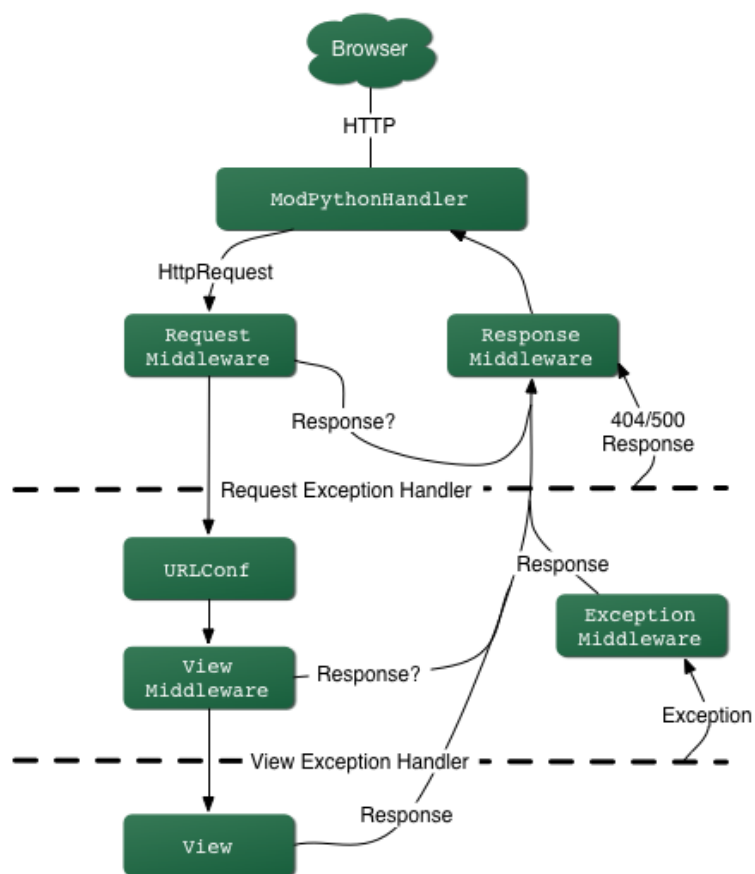 Browser
HTTP
ModPythonHandler
HttpRequest
Request
Middleware
Response
Middleware
Response?
404/500
Response
Request Exception Handler
URLConf
Response
Exception
Middleware
View
Middleware
Response?
Exception
View Exception Handler
Response
View